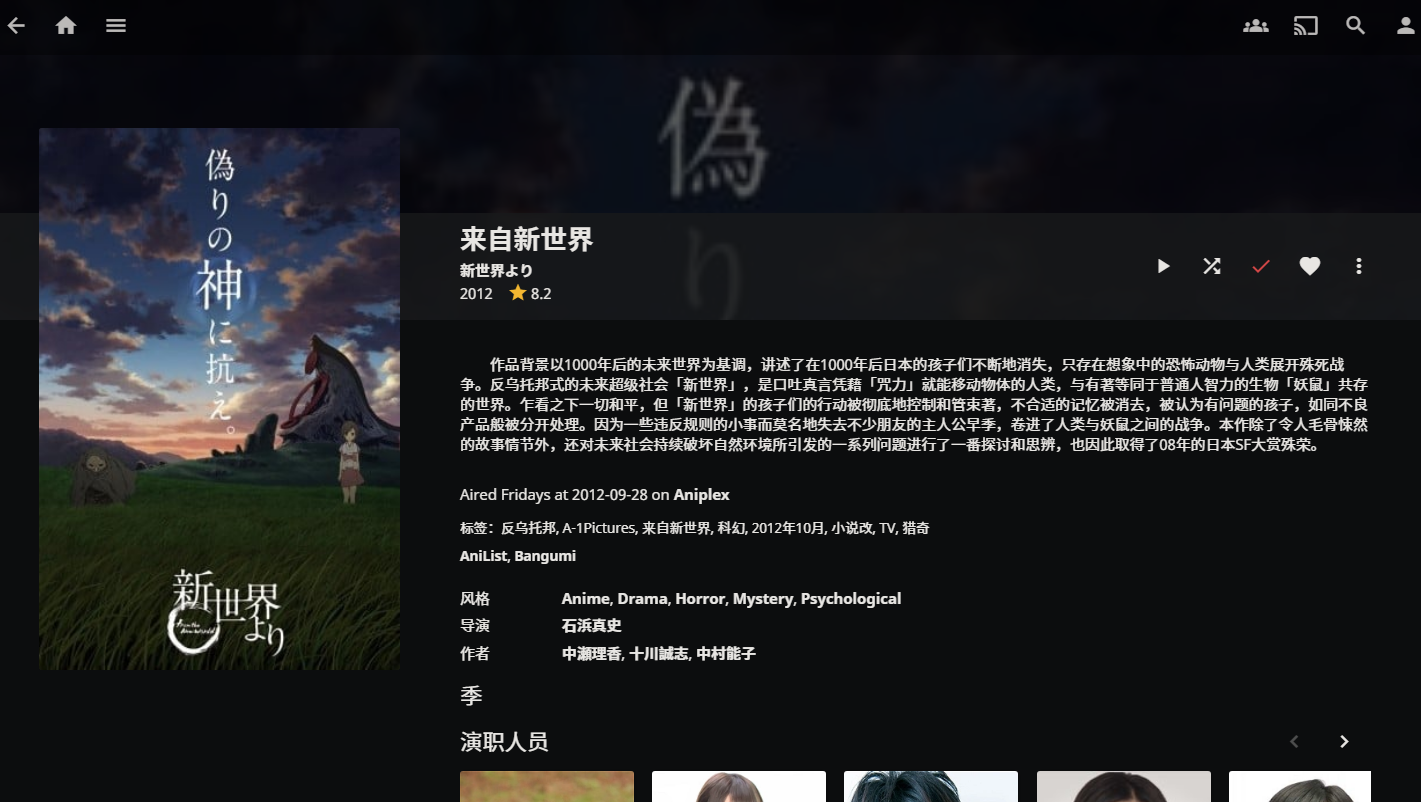 偽りの神に抗え。
新世界より
From the New World
偽り
来自新世界
新世界より
2012 8.2
作品背景以1000年后的未来世界为基调，讲述了在1000年后日本的孩子们不断地消失，只存在想象中的恐怖动物与人类展开殊死战
争。反乌托邦式的未来超级社会「新世界」，是口吐真言凭藉「咒力」就能移动物体的人类，与有著等同于普通人智力的生物「妖鼠」共存
的世界。乍看之下一切和平，但「新世界」的孩子们的行动被彻底地控制和管束著，不合适的记忆被消去，被认为有问题的孩子，如同不良
产品般被分开处理。因为一些违反规则的小事而莫名地失去不少朋友的主人公早季，卷进了人类与妖鼠之间的战争。本作除了令人毛骨悚然
的故事情节外，还对未来社会持续破坏自然环境所引发的一系列问题进行了一番探讨和思辨，也因此取得了08年的日本SF大赏殊荣。
Aired Fridays at 2012-09-28 on Aniplex
标签：反乌托邦, A-1Pictures, 来自新世界, 科幻, 2012年10月, 小说改, TV, 猎奇
AniList, Bangumi
风格 Anime, Drama, Horror, Mystery, Psychological
导演 石浜真史
作者 中瀬理香, 十川誠志, 中村能子
季
演职人员